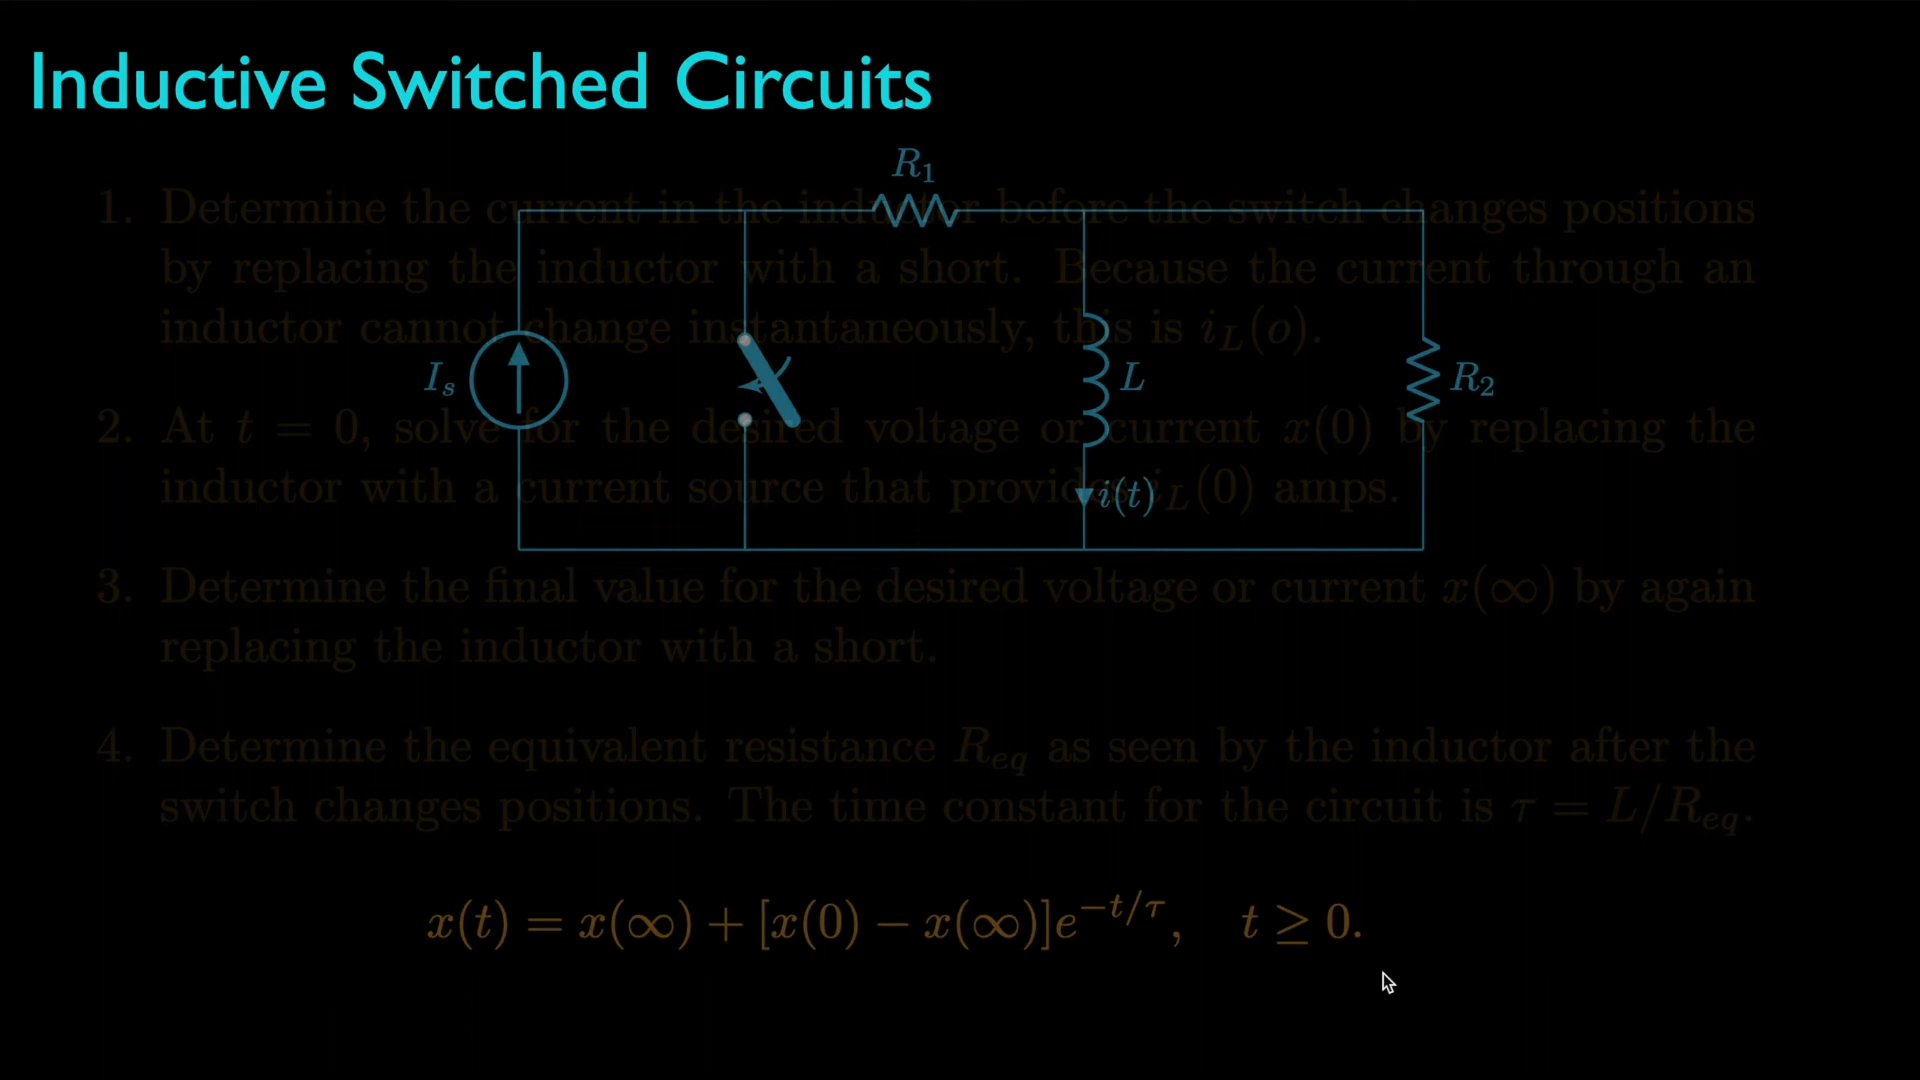 Inductive Switched Circuits
R₁
1. Determine the current in the inductor before the switch changes positions
by replacing the inductor with a short. Because the current through an
inductor cannot change instantaneously, this is i_L(o).
I_s
L
R₂
2. At t = 0, solve for the desired voltage or current x(0) by replacing the
inductor with a current source that provides i_L(0) amps.
i(t)
3. Determine the final value for the desired voltage or current x(∞) by again
replacing the inductor with a short.
4. Determine the equivalent resistance R_eq as seen by the inductor after the
switch changes positions. The time constant for the circuit is τ = L/R_eq.
x(t) = x(∞) + [x(0) − x(∞)]e^{−t/τ}, t ≥ 0.